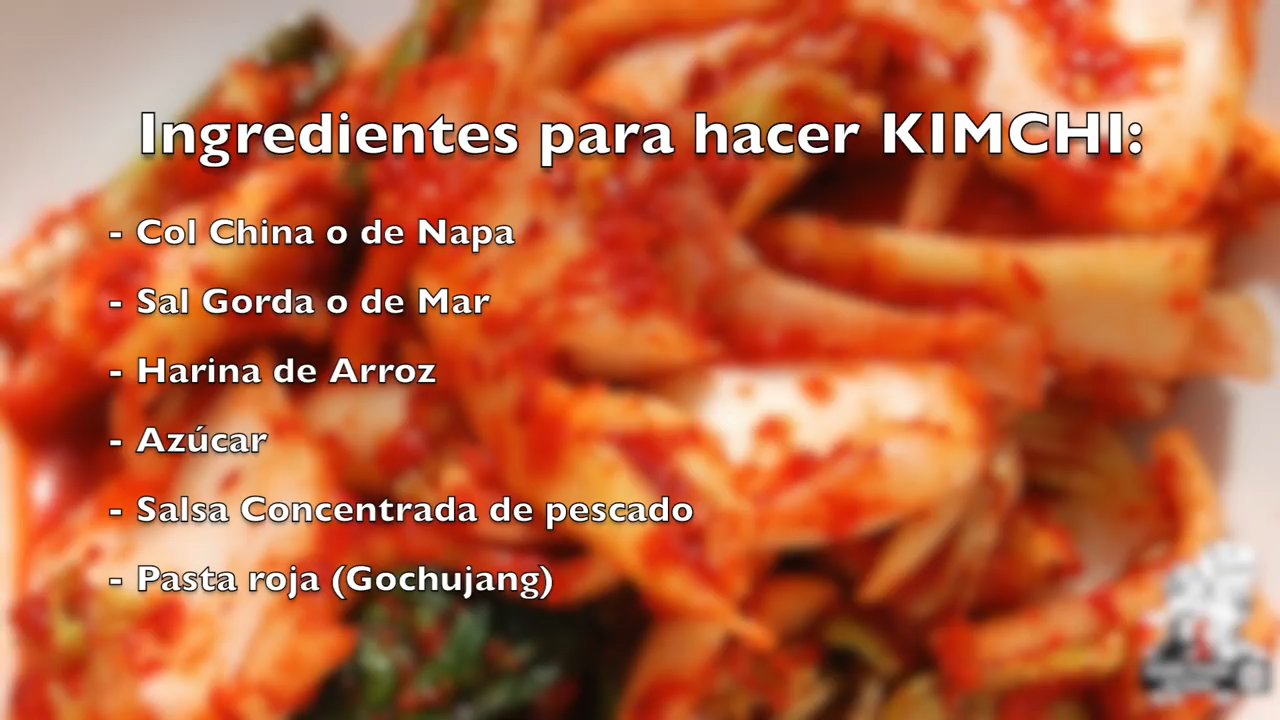 Ingredientes para hacer KIMCHI:
- Col China o de Napa
- Sal Gorda o de Mar
- Harina de Arroz
- Azúcar
- Salsa Concentrada de pescado
- Pasta roja (Gochujang)